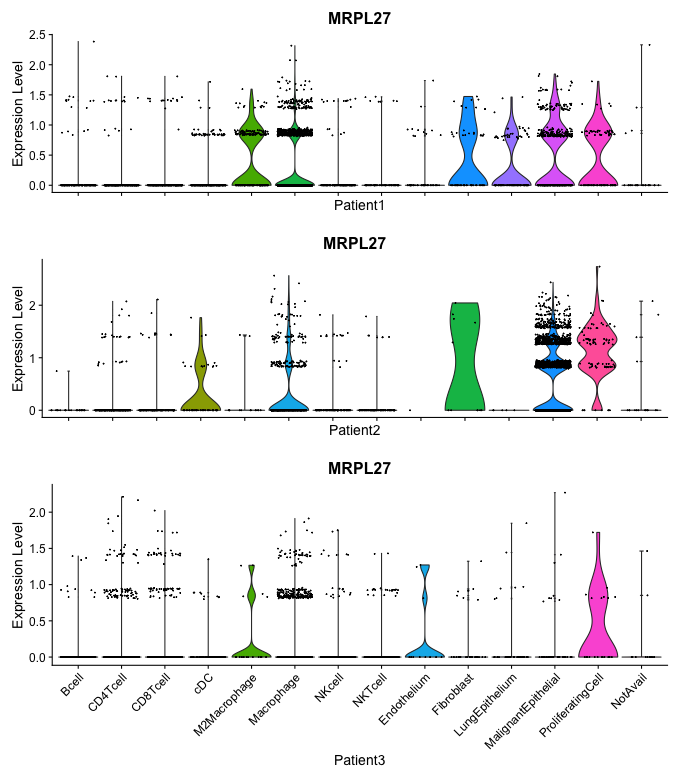 MRPL27
Expression Level
2.5
2.0
1.5
1.0
0.5
0.0
Patient1
MRPL27
Expression Level
2
1
0
Patient2
MRPL27
Expression Level
2.0
1.5
1.0
0.5
0.0
Bcell
CD4Tcell
CD8Tcell
cDC
M2Macrophage
Macrophage
NKcell
NKTcell
Endothelium
Fibroblast
LungEpithelium
MalignantEpithelial
ProliferatingCell
NotAvail
Patient3